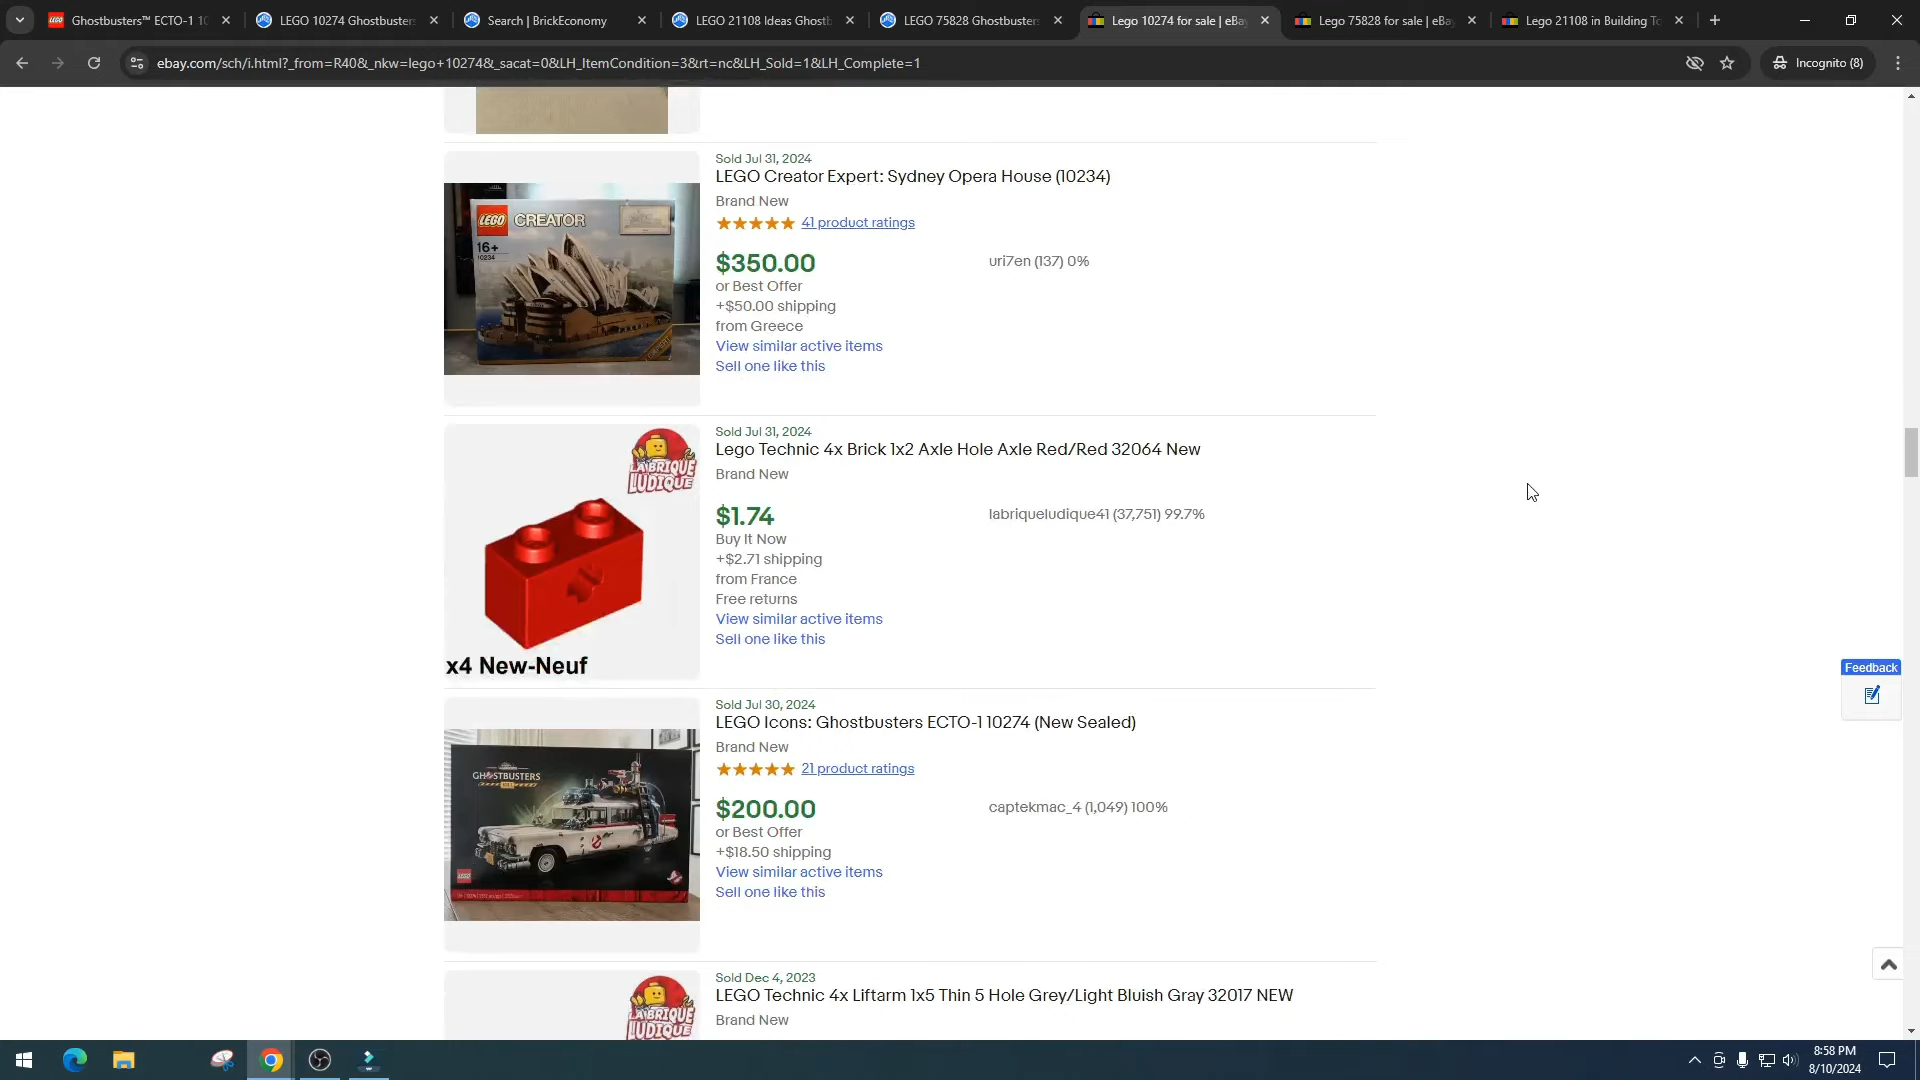 Ghostbusters™ ECTO-1 10
LEGO 10274 Ghostbusters
Search | BrickEconomy
LEGO 21108 Ideas Ghostb
LEGO 75828 Ghostbusters
Lego 10274 for sale | eBay
Lego 75828 for sale | eBay
Lego 21108 in Building To
ebay.com/sch/i.html?_from=R40&_nkw=lego+10274&_sacat=0&LH_ItemCondition=3&rt=nc&LH_Sold=1&LH_Complete=1
Incognito (8)
Sold Jul 31, 2024
LEGO Creator Expert: Sydney Opera House (10234)
Brand New
41 product ratings
$350.00
uri7en (137) 0%
or Best Offer
+$50.00 shipping
from Greece
View similar active items
Sell one like this
LEGO CREATOR
16+
10234
EXPERT
Sold Jul 31, 2024
Lego Technic 4x Brick 1x2 Axle Hole Axle Red/Red 32064 New
Brand New
$1.74
labriqueludique41 (37,751) 99.7%
Buy It Now
+$2.71 shipping
from France
Free returns
View similar active items
Sell one like this
LA BRIQUE
LUDIQUE
x4 New-Neuf
Feedback
Sold Jul 30, 2024
LEGO Icons: Ghostbusters ECTO-1 10274 (New Sealed)
Brand New
21 product ratings
$200.00
captekmac_4 (1,049) 100%
or Best Offer
+$18.50 shipping
View similar active items
Sell one like this
GHOSTBUSTERS
LEGO
Sold Dec 4, 2023
LEGO Technic 4x Liftarm 1x5 Thin 5 Hole Grey/Light Bluish Gray 32017 NEW
Brand New
LA BRIQUE
LUDIQUE
8:58 PM
8/10/2024